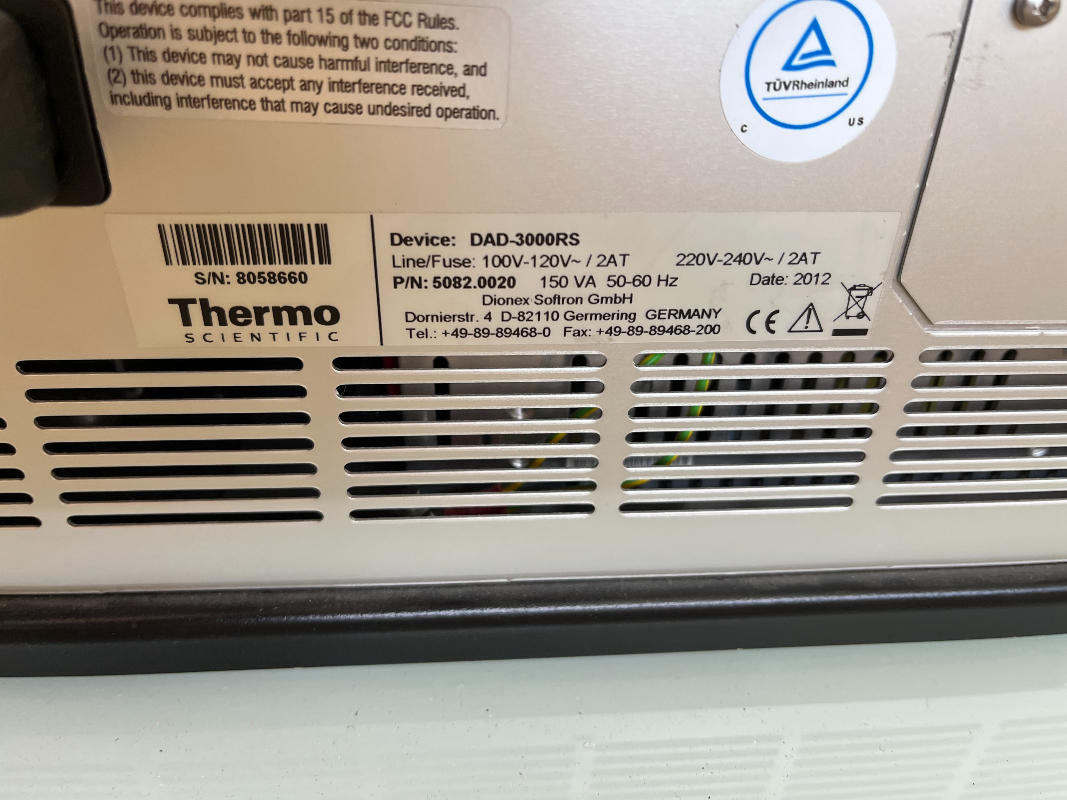 This device complies with part 15 of the FCC Rules.
Operation is subject to the following two conditions:
(1) This device may not cause harmful interference, and
(2) this device must accept any interference received,
including interference that may cause undesired operation.
TÜVRheinland
C US
S/N: 8058660
Thermo
SCIENTIFIC
Device: DAD-3000RS
Line/Fuse: 100V-120V~ / 2AT 220V-240V~ / 2AT
P/N: 5082.0020 150 VA 50-60 Hz Date: 2012
Dionex Softron GmbH
Dornierstr. 4 D-82110 Germering GERMANY
Tel.: +49-89-89468-0 Fax: +49-89-89468-200
CE